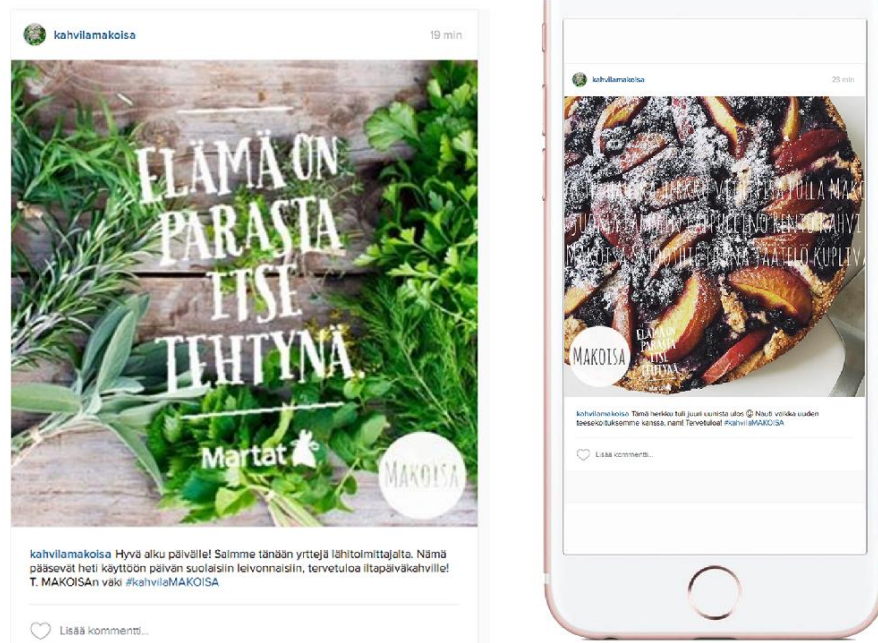 kahvilamakoisa 19 min
ELÄMÄ ON
PARASTA
ITSE
TEHTYNÄ.
Martat
MAKOISA
kahvilamakoisa Hyvä alku päivälle! Saimme tänään yrttejä lähitoimittajalta. Nämä
pääsevät heti käyttöön päivän suolaisiin leivonnaisiin, tervetuloa iltapäiväkahville!
T. MAKOISAn väki #kahvilaMAKOISA
Lisää kommentti...
kahvilamakoisa 23 min
ELÄMÄ ON
PARASTA
ITSE
TEHTYNÄ
MAKOISA
Martat
kahvilamakoisa Tämä herkku tuli juuri uunista ulos Nauti vaikka uuden
teesekoituksemme kanssa, nam! Tervetuloa! #kahvilaMAKOISA
Lisää kommentti...